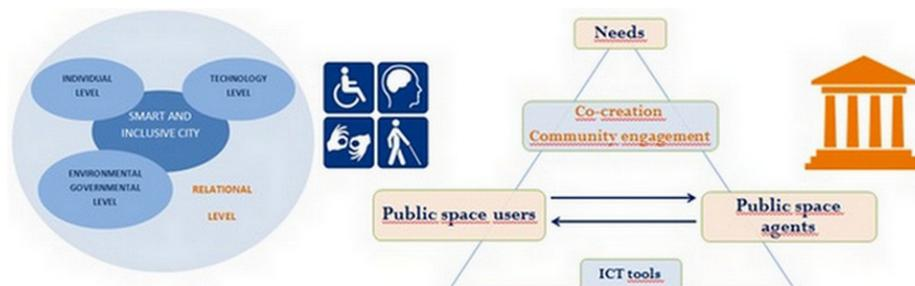 INDIVIDUAL
LEVEL
TECHNOLOGY
LEVEL
SMART AND
INCLUSIVE CITY
ENVIRONMENTAL
GOVERNMENTAL
LEVEL
RELATIONAL
LEVEL
Needs
Co-creation
Community engagement
Public space users
Public space
agents
ICT tools